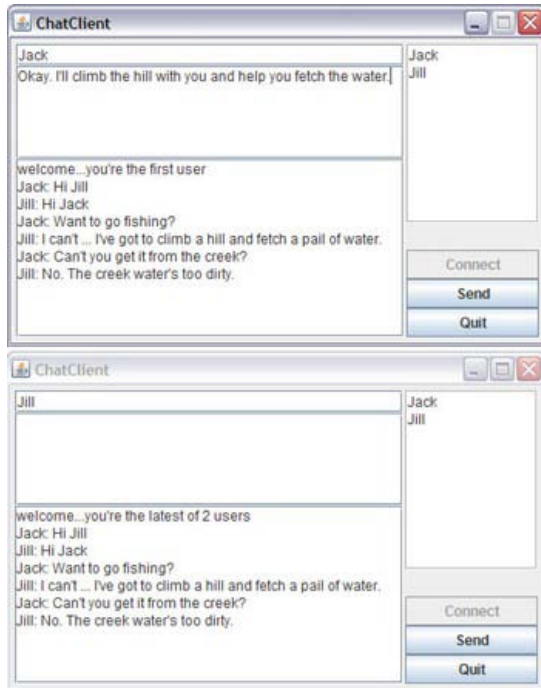 ChatClient
Jack
Okay. I'll climb the hill with you and help you fetch the water.
Jack
Jill
welcome...you're the first user
Jack: Hi Jill
Jill: Hi Jack
Jack: Want to go fishing?
Jill: I can't ... I've got to climb a hill and fetch a pail of water.
Jack: Can't you get it from the creek?
Jill: No. The creek water's too dirty.
Connect
Send
Quit
ChatClient
Jill
Jack
Jill
welcome...you're the latest of 2 users
Jack: Hi Jill
Jill: Hi Jack
Jack: Want to go fishing?
Jill: I can't ... I've got to climb a hill and fetch a pail of water.
Jack: Can't you get it from the creek?
Jill: No. The creek water's too dirty.
Connect
Send
Quit